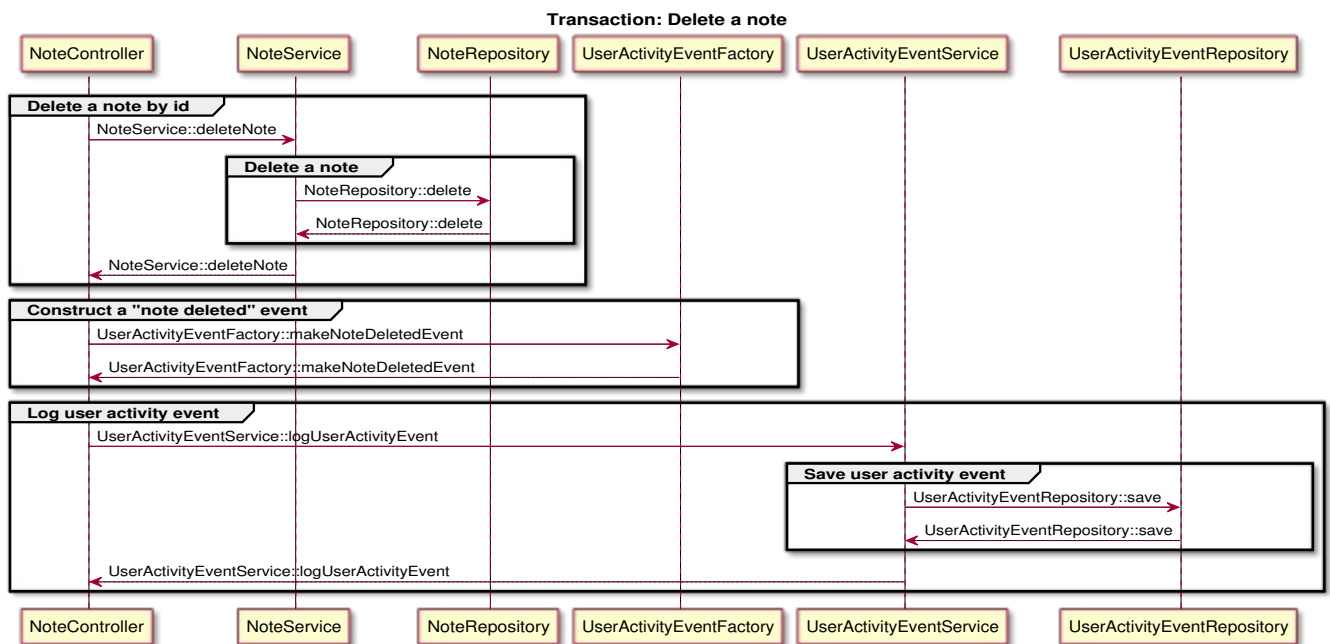 Transaction: Delete a note
NoteController NoteService NoteRepository UserActivityEventFactory UserActivityEventService UserActivityEventRepository
Delete a note by id
NoteService::deleteNote
Delete a note
NoteRepository::delete
NoteRepository::delete
NoteService::deleteNote
Construct a "note deleted" event
UserActivityEventFactory::makeNoteDeletedEvent
UserActivityEventFactory::makeNoteDeletedEvent
Log user activity event
UserActivityEventService::logUserActivityEvent
Save user activity event
UserActivityEventRepository::save
UserActivityEventRepository::save
UserActivityEventService::logUserActivityEvent
NoteController NoteService NoteRepository UserActivityEventFactory UserActivityEventService UserActivityEventRepository